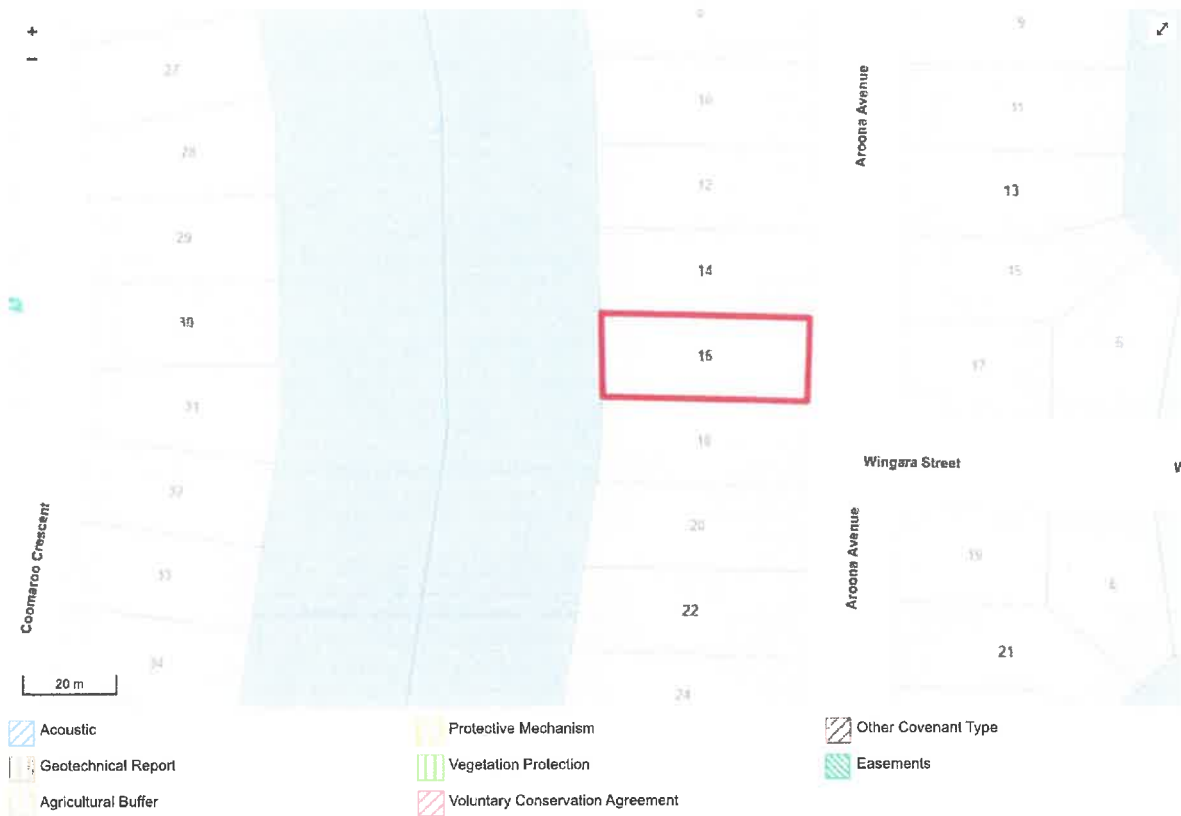 +
−
27
28
29
30
31
32
33
34
Coomaroo Crescent
20 m
10
12
14
16
18
20
22
24
Aroona Avenue
9
11
13
15
17
5
Wingara Street
W
Aroona Avenue
19
6
21
Acoustic
Geotechnical Report
Agricultural Buffer
Protective Mechanism
Vegetation Protection
Voluntary Conservation Agreement
Other Covenant Type
Easements